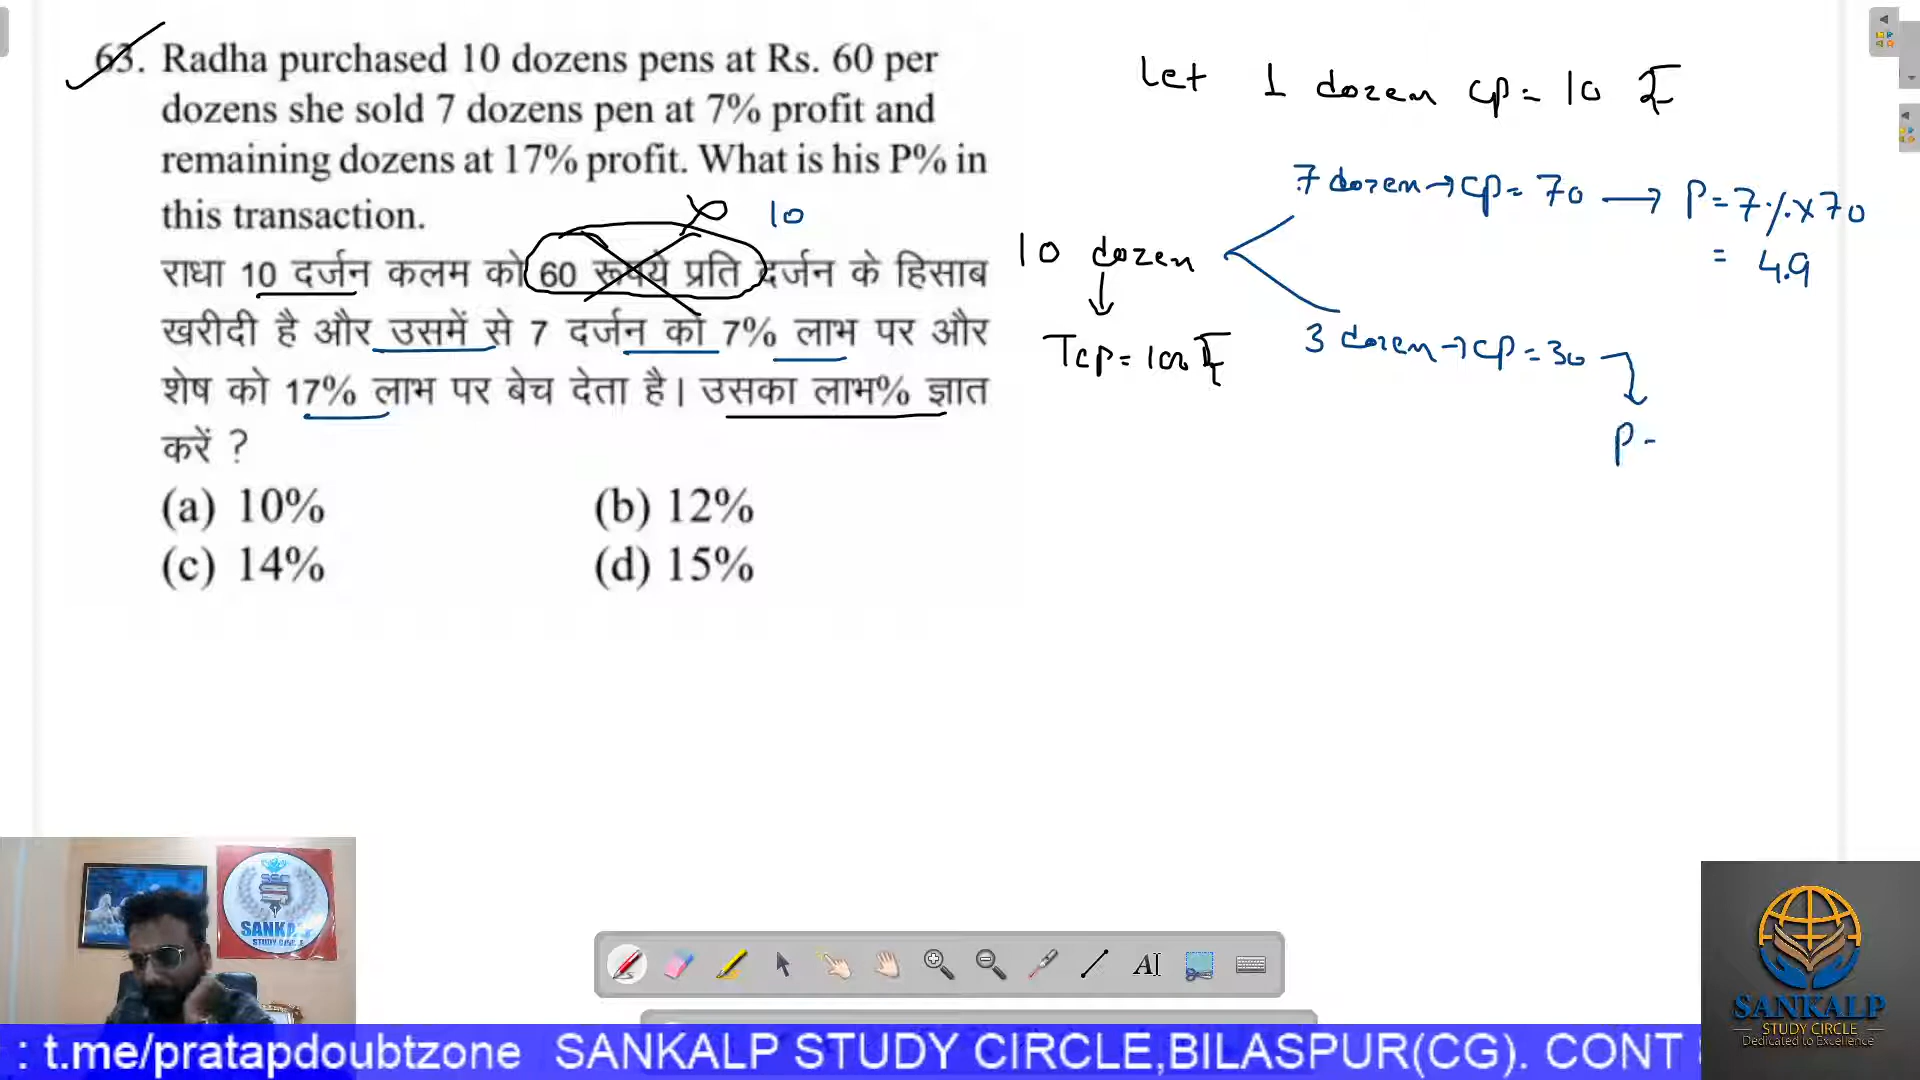 63. Radha purchased 10 dozens pens at Rs. 60 per
dozens she sold 7 dozens pen at 7% profit and
remaining dozens at 17% profit. What is his P% in
this transaction.
10
राधा 10 दर्जन कलम को 60 रूपये प्रति दर्जन के हिसाब
खरीदी है और उसमें से 7 दर्जन को 7% लाभ पर और
शेष को 17% लाभ पर बेच देता है। उसका लाभ% ज्ञात
करें ?
(a) 10% (b) 12%
(c) 14% (d) 15%
Let 1 dozen CP = 10 ₹
7 dozen → CP = 70 → P = 7% × 70
= 4.9
10 dozen
3 dozen → CP = 30
TCP = 100 ₹
P -
SANKALP
STUDY CIRCLE
Dedicated to Excellence
: t.me/pratapdoubtzone SANKALP STUDY CIRCLE,BILASPUR(CG). CONT